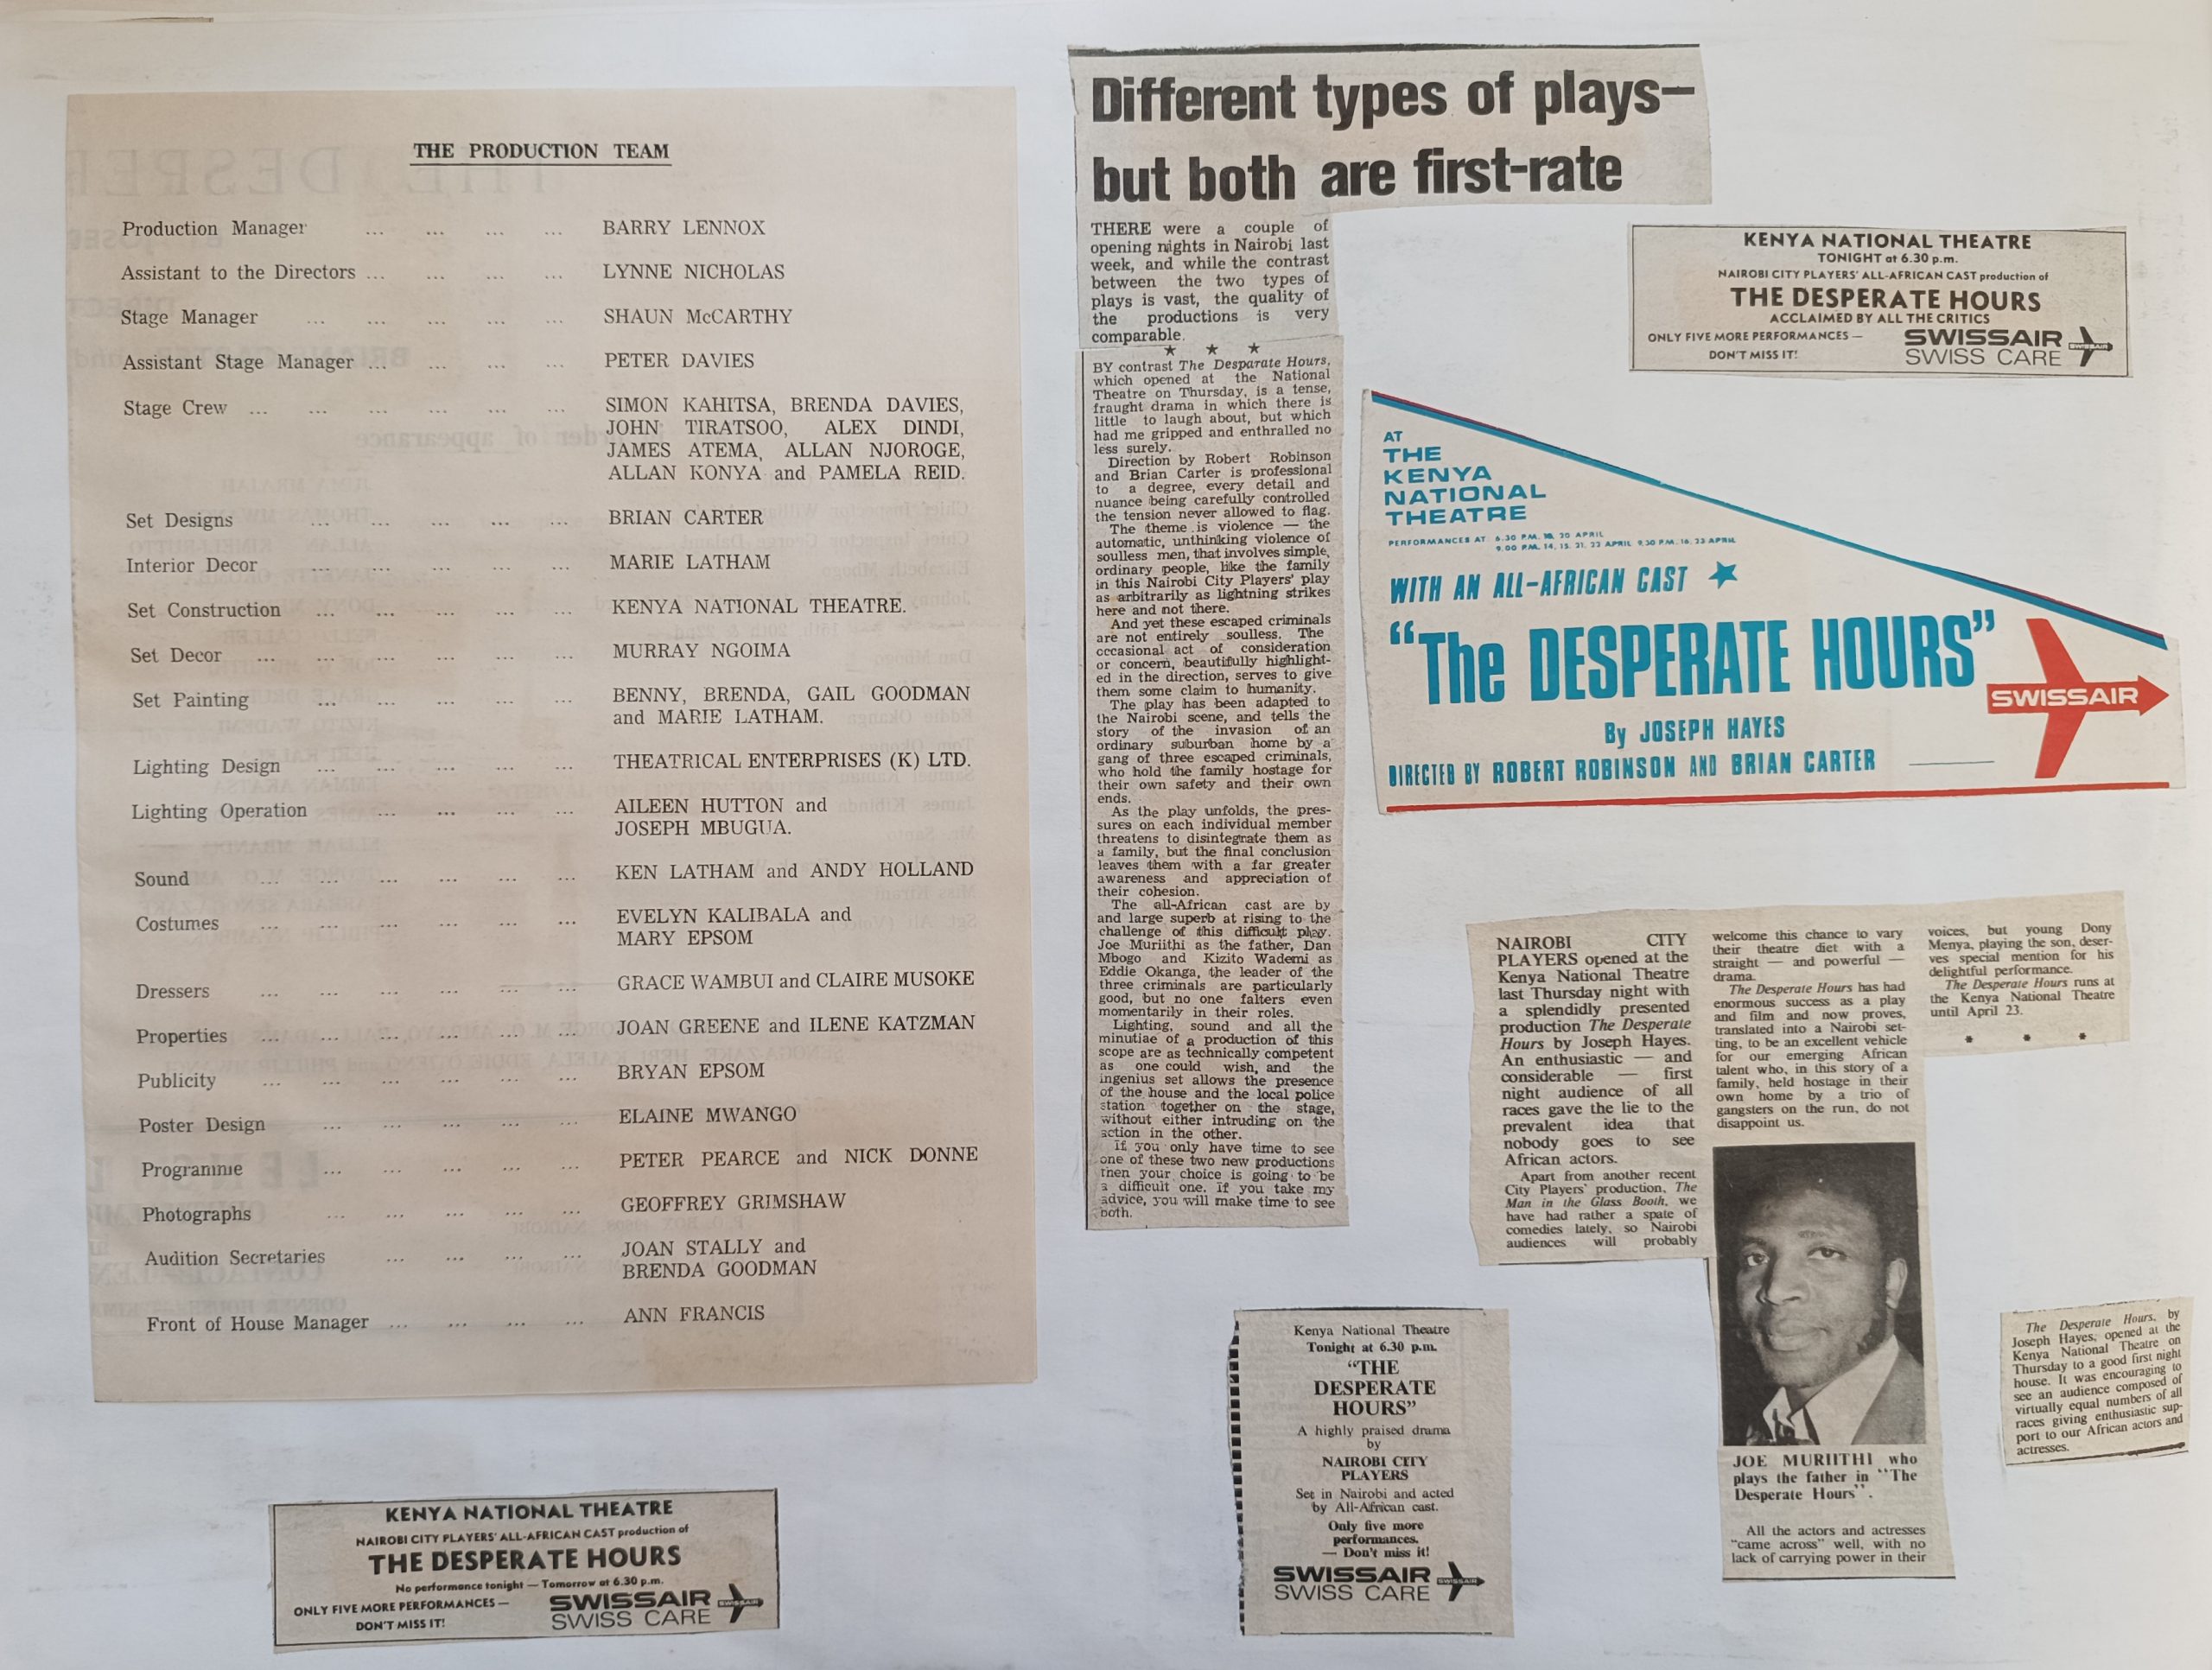 THE PRODUCTION TEAM
Production Manager ... ... ... ... BARRY LENNOX
Assistant to the Directors ... ... ... ... LYNNE NICHOLAS
Stage Manager ... ... ... ... ... SHAUN McCARTHY
Assistant Stage Manager ... ... ... ... PETER DAVIES
Stage Crew ... ... ... ... ... ... SIMON KAHITSA, BRENDA DAVIES,
JOHN TIRATSOO, ALEX DINDI,
JAMES ATEMA, ALLAN NJOROGE,
ALLAN KONYA and PAMELA REID.
Set Designs ... ... ... ... ... BRIAN CARTER
Interior Decor ... ... ... ... ... MARIE LATHAM
Set Construction ... ... ... ... ... KENYA NATIONAL THEATRE.
Set Decor ... ... ... ... ... ... MURRAY NGOIMA
Set Painting ... ... ... ... ... BENNY, BRENDA, GAIL GOODMAN
and MARIE LATHAM.
Lighting Design ... ... ... ... ... THEATRICAL ENTERPRISES (K) LTD.
Lighting Operation ... ... ... ... AILEEN HUTTON and
JOSEPH MBUGUA.
Sound ... ... ... ... ... ... KEN LATHAM and ANDY HOLLAND
Costumes ... ... ... ... ... ... EVELYN KALIBALA and
MARY EPSOM
Dressers ... ... ... ... ... ... GRACE WAMBUI and CLAIRE MUSOKE
Properties ... ... ... ... ... ... JOAN GREENE and ILENE KATZMAN
Publicity ... ... ... ... ... ... BRYAN EPSOM
Poster Design ... ... ... ... ... ELAINE MWANGO
Programme ... ... ... ... ... PETER PEARCE and NICK DONNE
Photographs ... ... ... ... ... GEOFFREY GRIMSHAW
Audition Secretaries ... ... ... ... JOAN STALLY and
BRENDA GOODMAN
Front of House Manager ... ... ... ... ANN FRANCIS
KENYA NATIONAL THEATRE
NAIROBI CITY PLAYERS' ALL-AFRICAN CAST production of
THE DESPERATE HOURS
No performance tonight — Tomorrow at 6.30 p.m.
ONLY FIVE MORE PERFORMANCES —
DON'T MISS IT!
SWISSAIR
SWISS CARE
SWISSAIR
Different types of plays—
but both are first-rate
THERE were a couple of
opening nights in Nairobi last
week, and while the contrast
between the two types of
plays is vast, the quality of
the productions is very
comparable.
★ ★ ★
BY contrast The Desparate Hours,
which opened at the National
Theatre on Thursday, is a tense,
fraught drama in which there is
little to laugh about, but which
had me gripped and enthralled no
less surely.
Direction by Robert Robinson
and Brian Carter is professional
to a degree, every detail and
nuance being carefully controlled
the tension never allowed to flag.
The theme is violence — the
automatic, unthinking violence of
soulless men, that involves simple,
ordinary people, like the family
in this Nairobi City Players' play
as arbitrarily as lightning strikes
here and not there.
And yet these escaped criminals
are not entirely soulless. The
occasional act of consideration
or concern, beautifully highlight-
ed in the direction, serves to give
them some claim to humanity.
The play has been adapted to
the Nairobi scene, and tells the
story of the invasion of an
ordinary suburban home by a
gang of three escaped criminals,
who hold the family hostage for
their own safety and their own
ends.
As the play unfolds, the pres-
sures on each individual member
threatens to disintegrate them as
a family, but the final conclusion
leaves them with a far greater
awareness and appreciation of
their cohesion.
The all-African cast are by
and large superb at rising to the
challenge of this difficult play.
Joe Muriithi as the father, Dan
Mbogo and Kizito Wademi as
Eddie Okanga, the leader of the
three criminals are particularly
good, but no one falters even
momentarily in their roles.
Lighting, sound and all the
minutiae of a production of this
scope are as technically competent
as one could wish, and the
ingenius set allows the presence
of the house and the local police
station together on the stage,
without either intruding on the
action in the other.
If you only have time to see
one of these two new productions
then your choice is going to be
a difficult one. If you take my
advice, you will make time to see
both.
KENYA NATIONAL THEATRE
TONIGHT at 6.30 p.m.
NAIROBI CITY PLAYERS' ALL-AFRICAN CAST production of
THE DESPERATE HOURS
ACCLAIMED BY ALL THE CRITICS
ONLY FIVE MORE PERFORMANCES —
DON'T MISS IT!
SWISSAIR
SWISS CARE
SWISSAIR
AT
THE
KENYA
NATIONAL
THEATRE
PERFORMANCES AT 6.30 P.M. 20 APRIL
9.00 P.M. 14, 15, 21, 22 APRIL 9.30 P.M. 16, 23 APRIL
WITH AN ALL-AFRICAN CAST ★
"The DESPERATE HOURS"
By JOSEPH HAYES
DIRECTED BY ROBERT ROBINSON AND BRIAN CARTER
SWISSAIR
NAIROBI CITY
PLAYERS opened at the
Kenya National Theatre
last Thursday night with
a splendidly presented
production The Desperate
Hours by Joseph Hayes.
An enthusiastic — and
considerable — first
night audience of all
races gave the lie to the
prevalent idea that
nobody goes to see
African actors.
Apart from another recent
City Players' production, The
Man in the Glass Booth, we
have had rather a spate of
comedies lately, so Nairobi
audiences will probably
welcome this chance to vary
their theatre diet with a
straight — and powerful —
drama.
The Desperate Hours has had
enormous success as a play
and film and now proves,
translated into a Nairobi set-
ting, to be an excellent vehicle
for our emerging African
talent who, in this story of a
family, held hostage in their
own home by a trio of
gangsters on the run, do not
disappoint us.
JOE MURIITHI who
plays the father in "The
Desperate Hours".
All the actors and actresses
"came across" well, with no
lack of carrying power in their
voices, but young Dony
Menya, playing the son, deser-
ves special mention for his
delightful performance.
The Desperate Hours runs at
the Kenya National Theatre
until April 23.
* * *
Kenya National Theatre
Tonight at 6.30 p.m.
"THE
DESPERATE
HOURS"
A highly praised drama
by
NAIROBI CITY
PLAYERS
Set in Nairobi and acted
by All-African cast.
Only five more
performances.
— Don't miss it!
SWISSAIR
SWISS CARE
SWISSAIR
The Desperate Hours, by
Joseph Hayes, opened at the
Kenya National Theatre on
Thursday to a good first night
house. It was encouraging to
see an audience composed of
virtually equal numbers of all
races giving enthusiastic sup-
port to our African actors and
actresses.